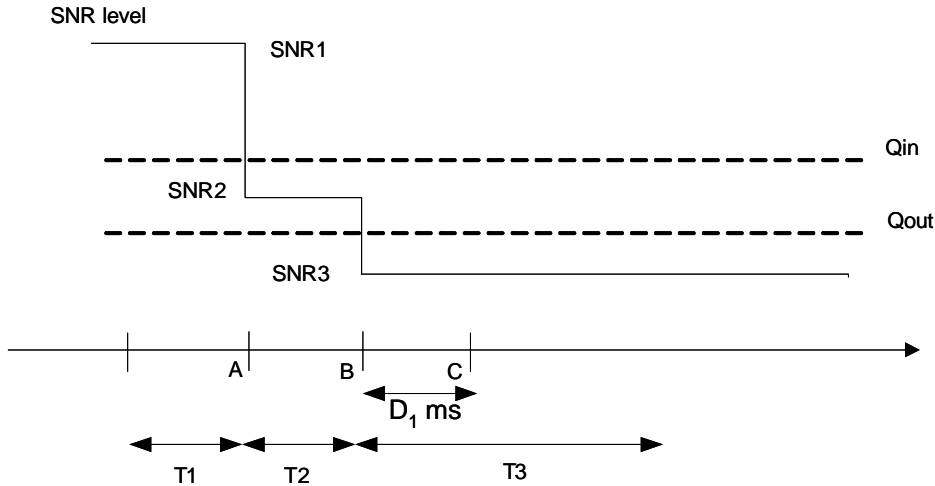 SNR level
SNR1
Qin
SNR2
Qout
SNR3
A
B
C
D₁ ms
T1
T2
T3